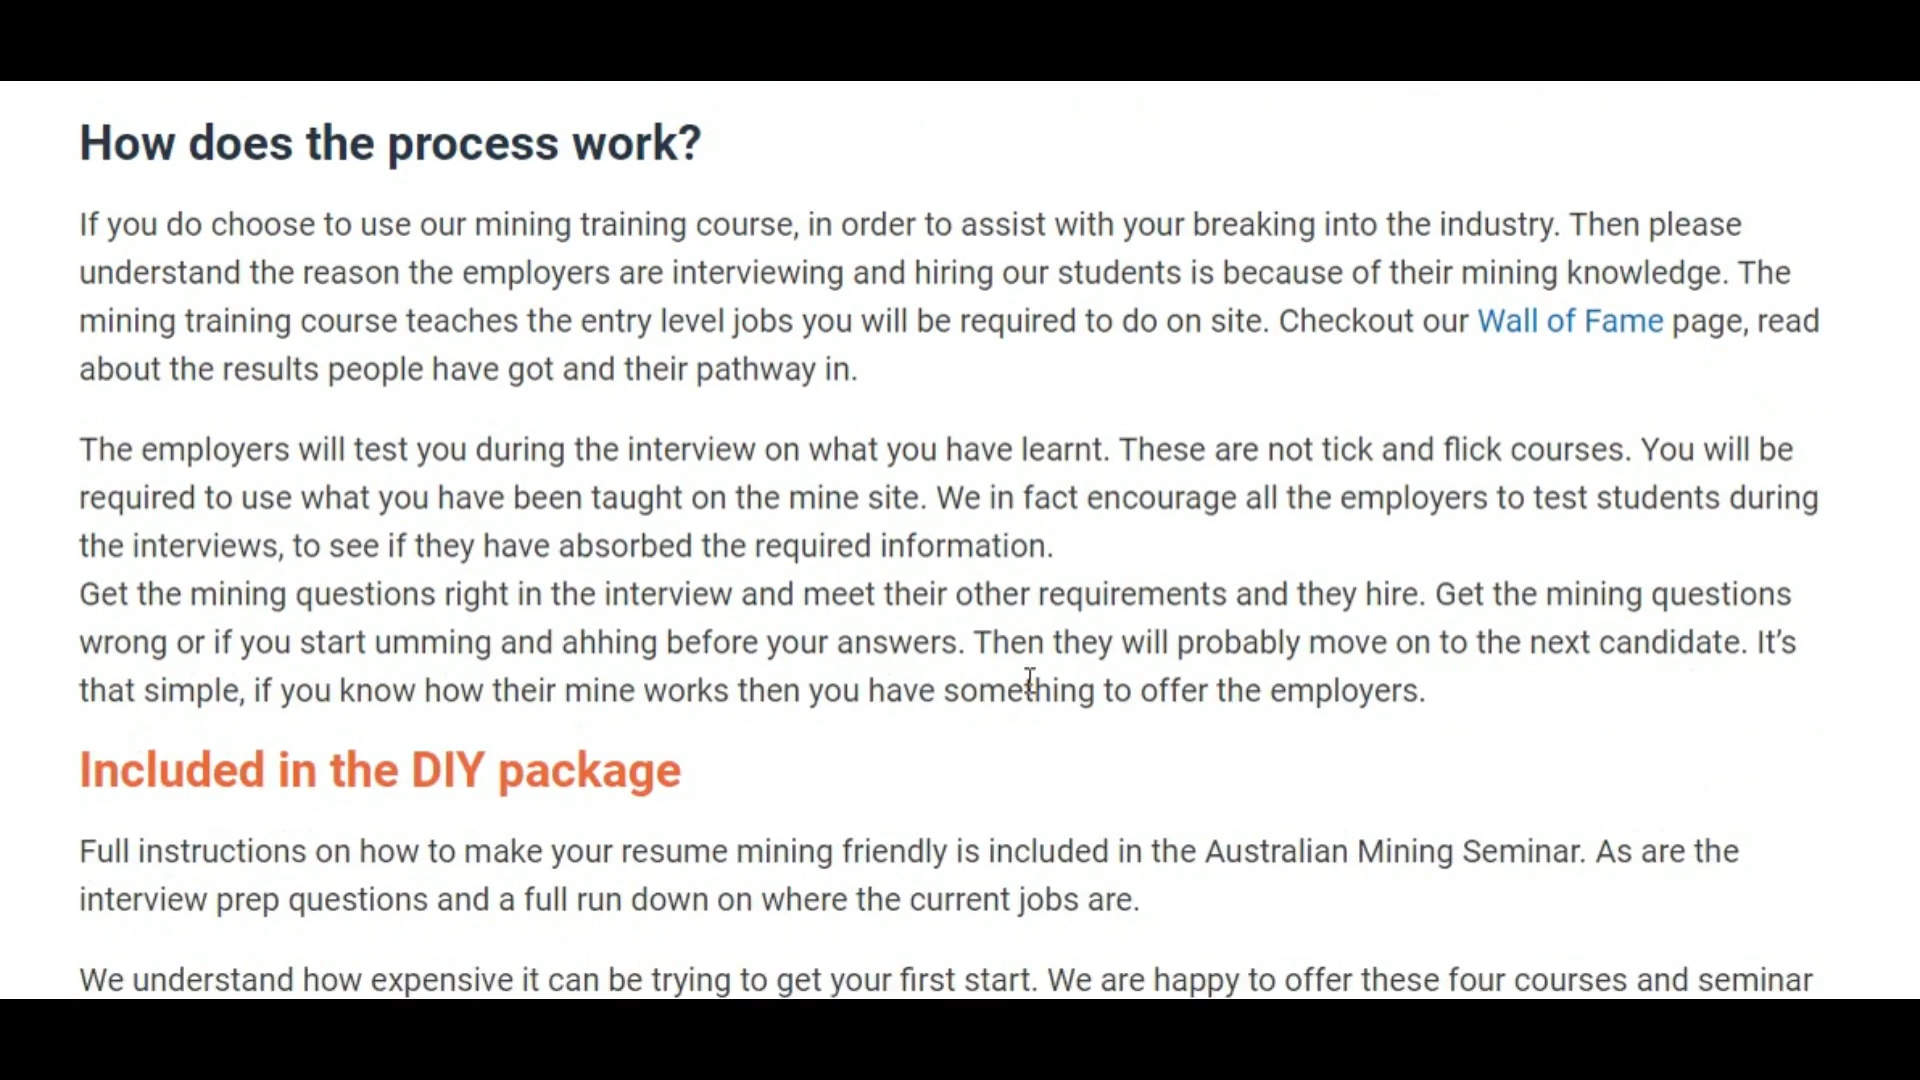 How does the process work?
If you do choose to use our mining training course, in order to assist with your breaking into the industry. Then please
understand the reason the employers are interviewing and hiring our students is because of their mining knowledge. The
mining training course teaches the entry level jobs you will be required to do on site. Checkout our Wall of Fame page, read
about the results people have got and their pathway in.
The employers will test you during the interview on what you have learnt. These are not tick and flick courses. You will be
required to use what you have been taught on the mine site. We in fact encourage all the employers to test students during
the interviews, to see if they have absorbed the required information.
Get the mining questions right in the interview and meet their other requirements and they hire. Get the mining questions
wrong or if you start umming and ahhing before your answers. Then they will probably move on to the next candidate. It’s
that simple, if you know how their mine works then you have something to offer the employers.
Included in the DIY package
Full instructions on how to make your resume mining friendly is included in the Australian Mining Seminar. As are the
interview prep questions and a full run down on where the current jobs are.
We understand how expensive it can be trying to get your first start. We are happy to offer these four courses and seminar